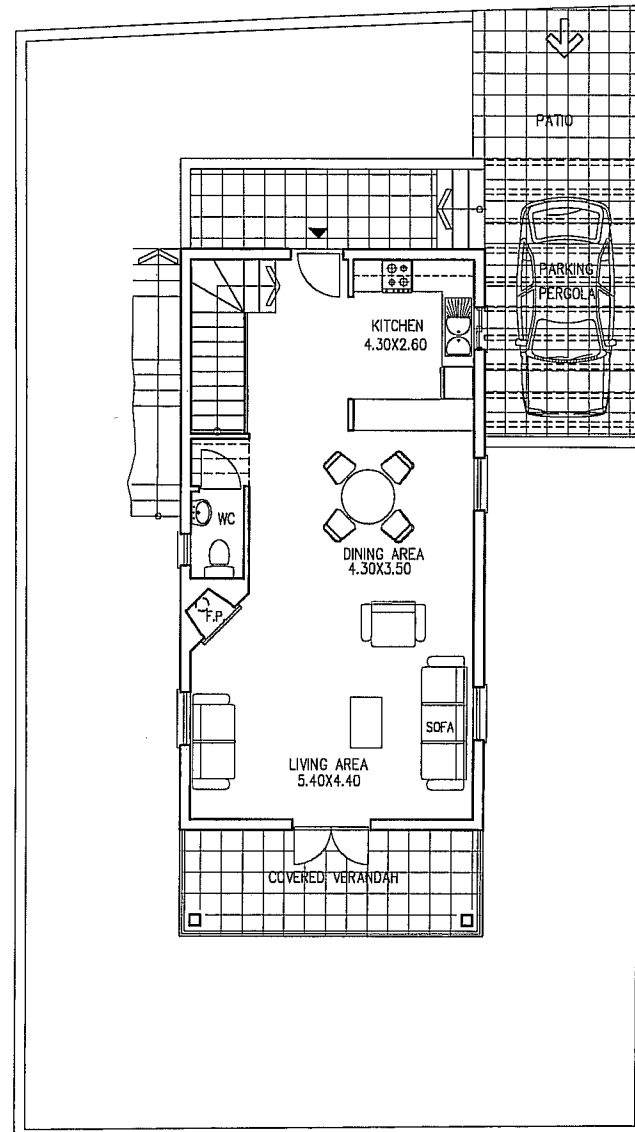 PATIO
PARKING
PERGOLA
KITCHEN
4.30X2.60
WC
DINING AREA
4.30X3.50
F.P.
SOFA
LIVING AREA
5.40X4.40
COVERED VERANDAH